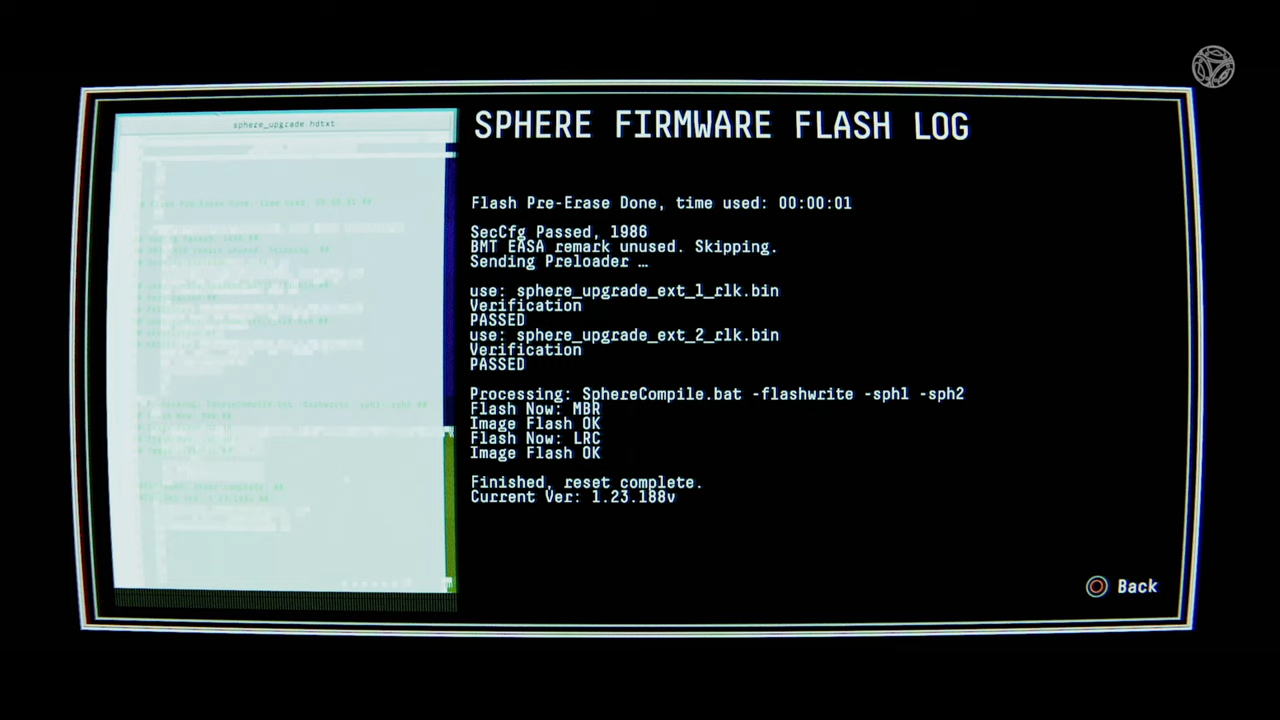 sphere_upgrade.hdtxt
SPHERE FIRMWARE FLASH LOG
Flash Pre-Erase Done, time used: 00:00:01
SecCfg Passed, 1986
BMT EASA remark unused. Skipping.
Sending Preloader …
use: sphere_upgrade_ext_1_rlk.bin
Verification
PASSED
use: sphere_upgrade_ext_2_rlk.bin
Verification
PASSED
Processing: SphereCompile.bat -flashwrite -sph1 -sph2
Flash Now: MBR
Image Flash OK
Flash Now: LRC
Image Flash OK
Finished, reset complete.
Current Ver: 1.23.188v
Back